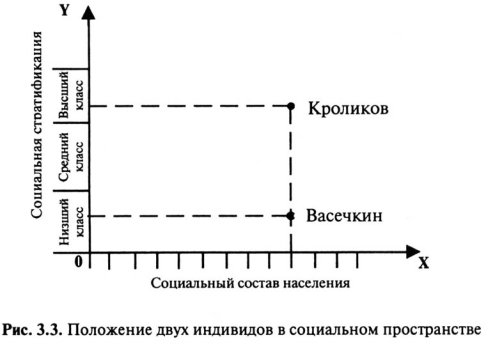 Y
Социальная стратификация
Высший
класс
Кроликов
Средний
класс
Низший
класс
Васечкин
0
X
Социальный состав населения
Рис. 3.3. Положение двух индивидов в социальном пространстве